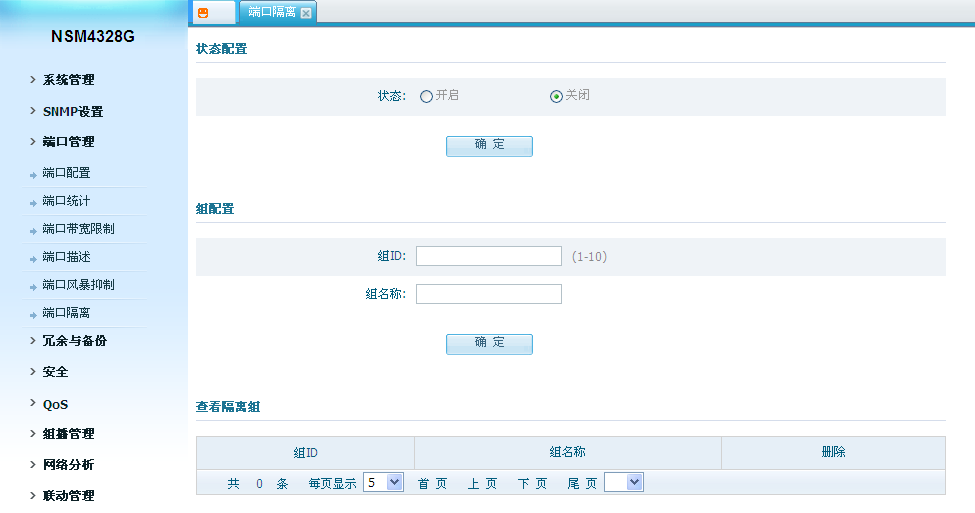 NSM4328G
系统管理
SNMP设置
端口管理
端口配置
端口统计
端口带宽限制
端口描述
端口风暴抑制
端口隔离
冗余与备份
安全
QoS
组播管理
网络分析
联动管理
端口隔离
状态配置
状态: 开启 关闭
确 定
组配置
组ID: (1-10)
组名称:
确 定
查看隔离组
组ID 组名称 删除
共 0 条 每页显示 5 首 页 上 页 下 页 尾 页